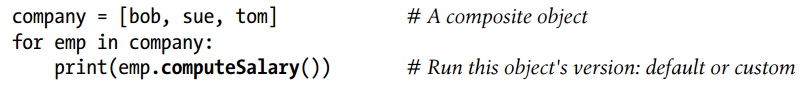 company = [bob, sue, tom]                # A composite object
for emp in company:
    print(emp.computeSalary())           # Run this object's version: default or custom